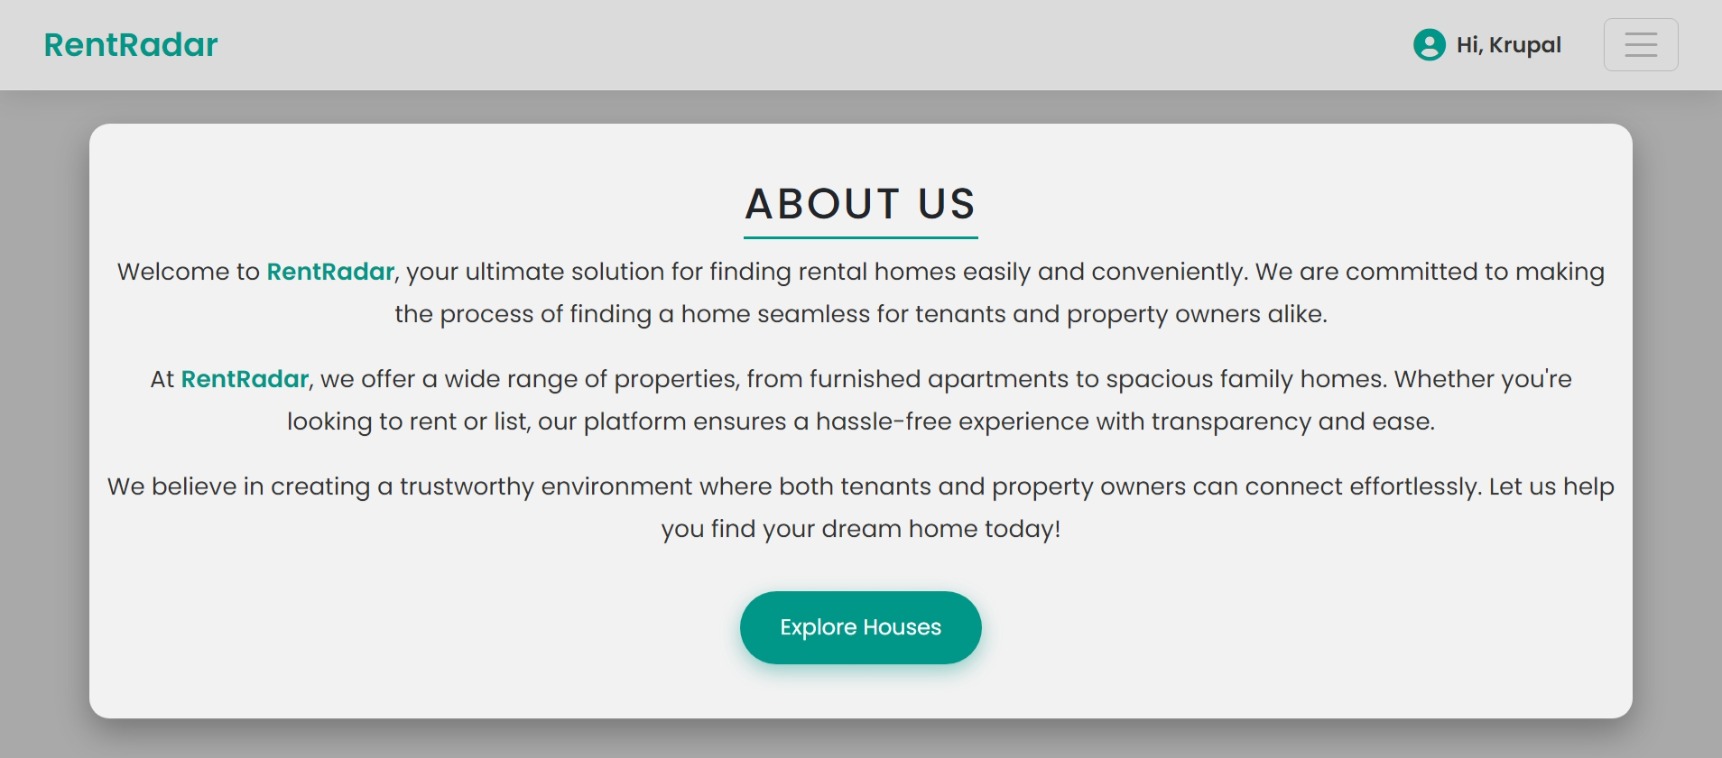 RentRadar
Hi, Krupal
ABOUT US
Welcome to RentRadar, your ultimate solution for finding rental homes easily and conveniently. We are committed to making
the process of finding a home seamless for tenants and property owners alike.
At RentRadar, we offer a wide range of properties, from furnished apartments to spacious family homes. Whether you're
looking to rent or list, our platform ensures a hassle-free experience with transparency and ease.
We believe in creating a trustworthy environment where both tenants and property owners can connect effortlessly. Let us help
you find your dream home today!
Explore Houses